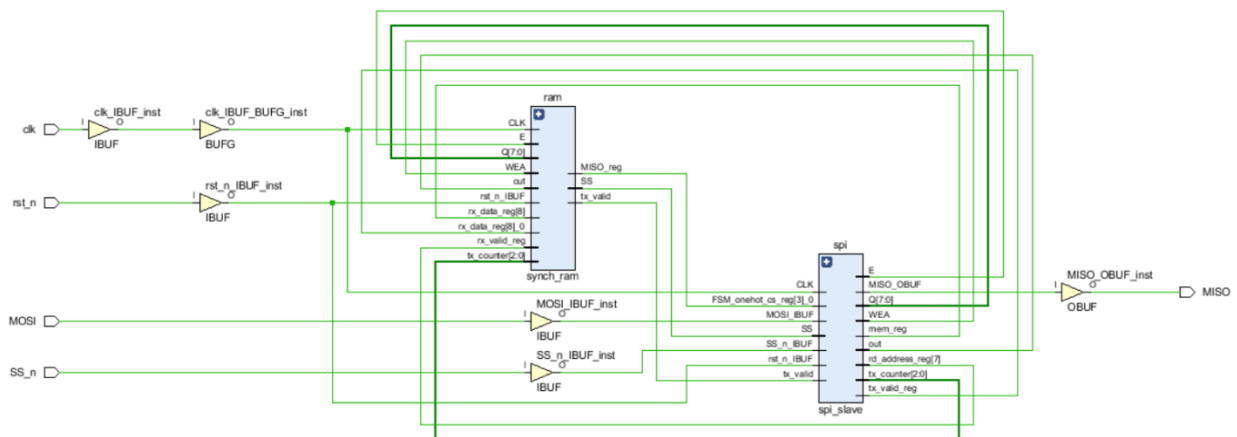 ram
clk_IBUF_inst
clk_IBUF_BUFG_inst
clk
I
O
IBUF
I
O
BUFG
CLK
E
Q[7:0]
WEA
out
rst_n_IBUF
rx_data_reg[8]
rx_data_reg[8]_0
rx_valid_reg
tx_counter[2:0]
MISO_reg
SS
tx_valid
synch_ram
rst_n_IBUF_inst
rst_n
I
O
IBUF
spi
CLK
FSM_onehot_cs_reg[3]_0
MOSI_IBUF
SS
SS_n_IBUF
rst_n_IBUF
tx_valid
E
MISO_OBUF
Q[7:0]
WEA
mem_reg
out
rd_address_reg[7]
tx_counter[2:0]
tx_valid_reg
spi_slave
MISO_OBUF_inst
I
O
OBUF
MISO
MOSI_IBUF_inst
MOSI
I
O
IBUF
SS_n_IBUF_inst
SS_n
I
O
IBUF